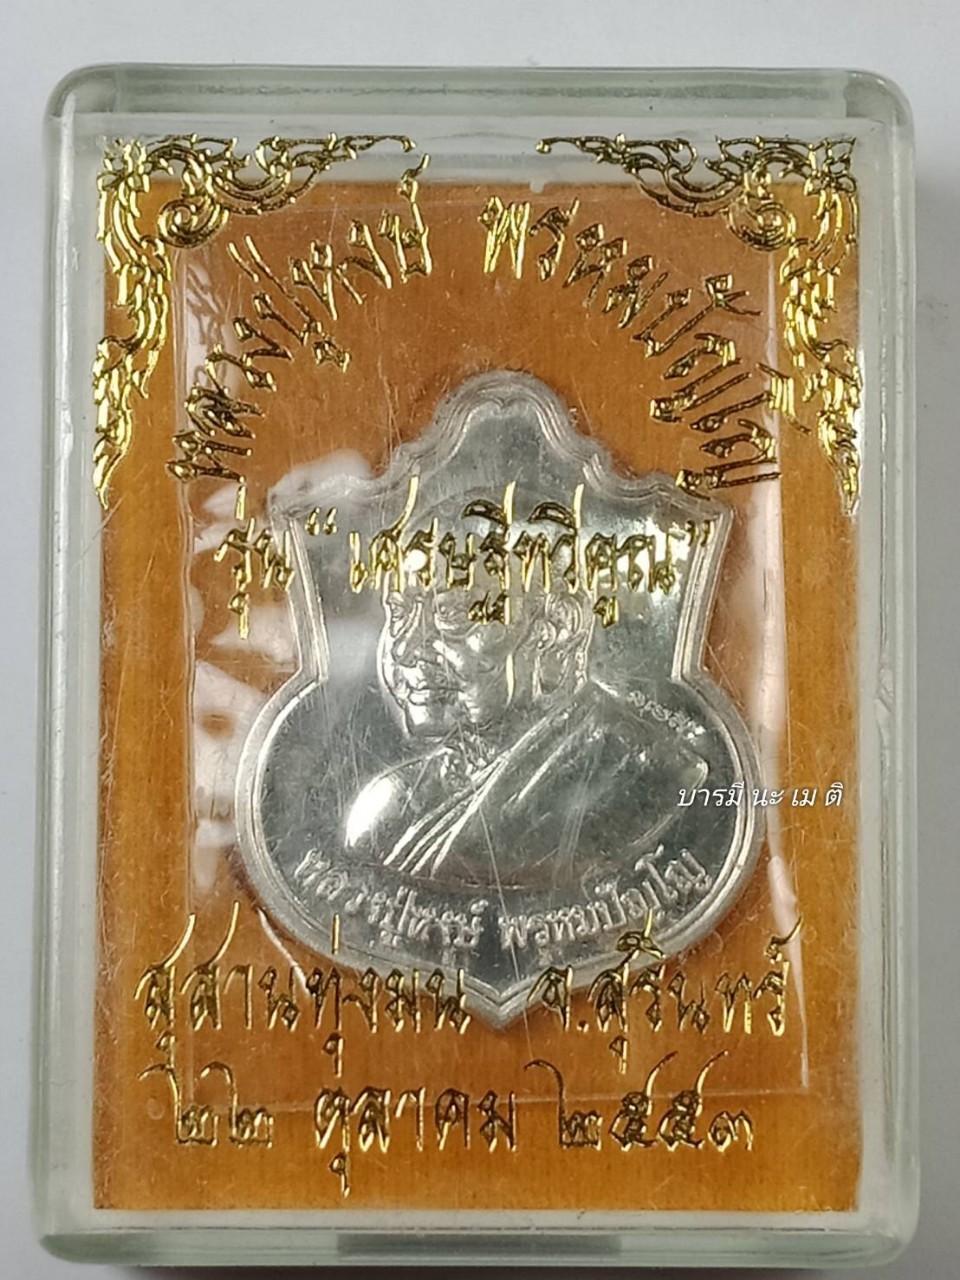 หลวงปู่หงษ์ พรหมปัญโญ
รุ่น "เศรษฐีทวีคูณ"
บารมี นะ เม ติ
หลวงปู่หงษ์ พรหมปัญโญ
สุสานทุ่งมน จ.สุรินทร์
๒๒ ตุลาคม ๒๕๕๓